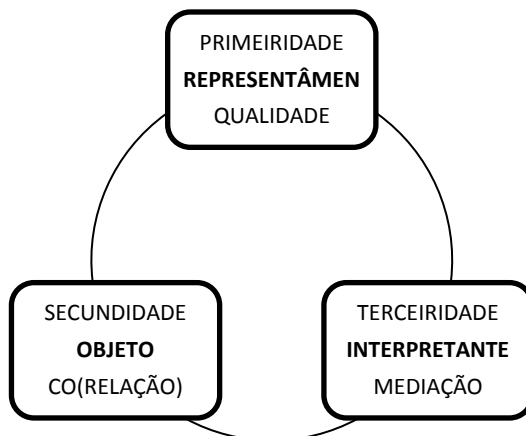 PRIMEIRIDADE
REPRESENTÂMEN
QUALIDADE
SECUNDIDADE
OBJETO
CO(RELAÇÃO)
TERCEIRIDADE
INTERPRETANTE
MEDIAÇÃO